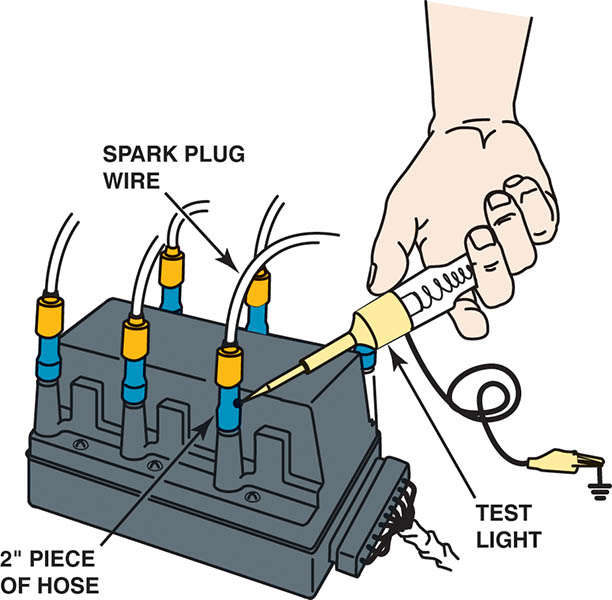 SPARK PLUG
WIRE
TEST
LIGHT
2" PIECE
OF HOSE